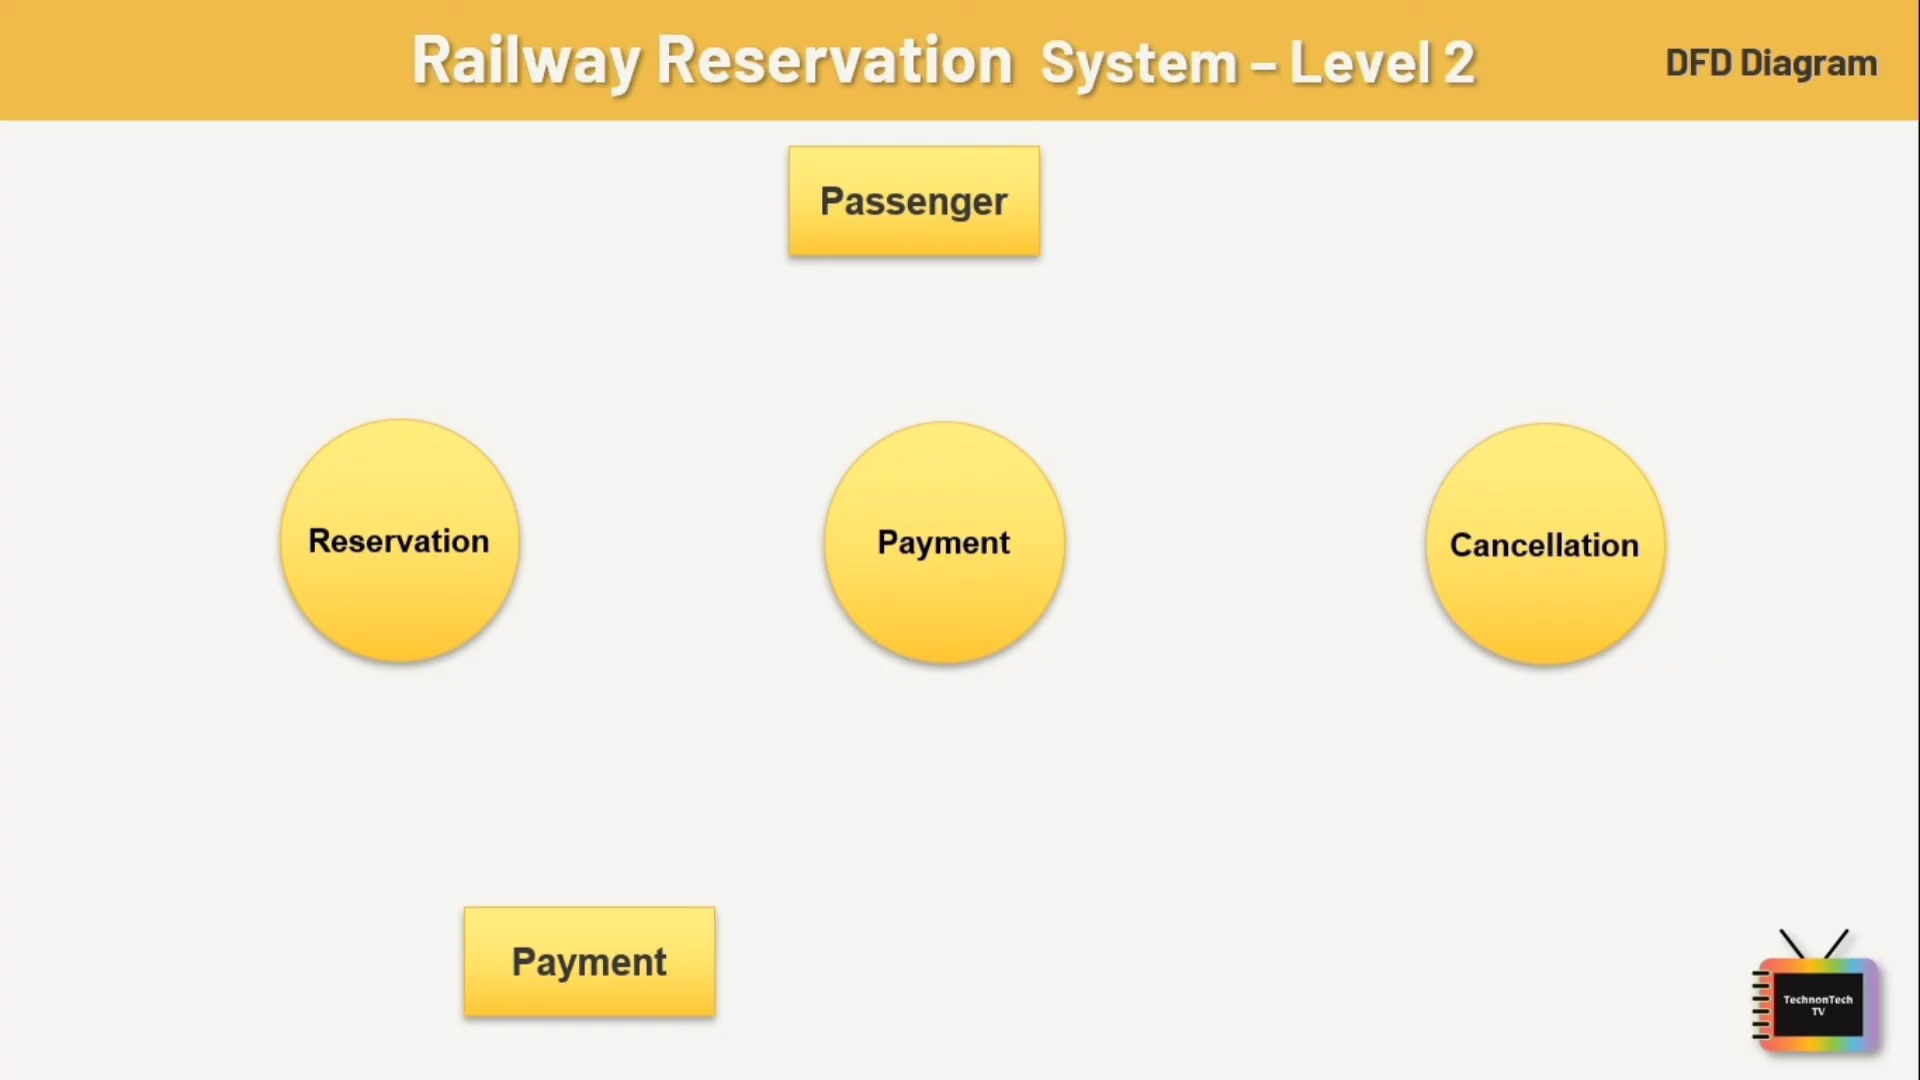 Railway Reservation System – Level 2
DFD Diagram
Passenger
Reservation
Payment
Cancellation
Payment
TechnonTech
TV